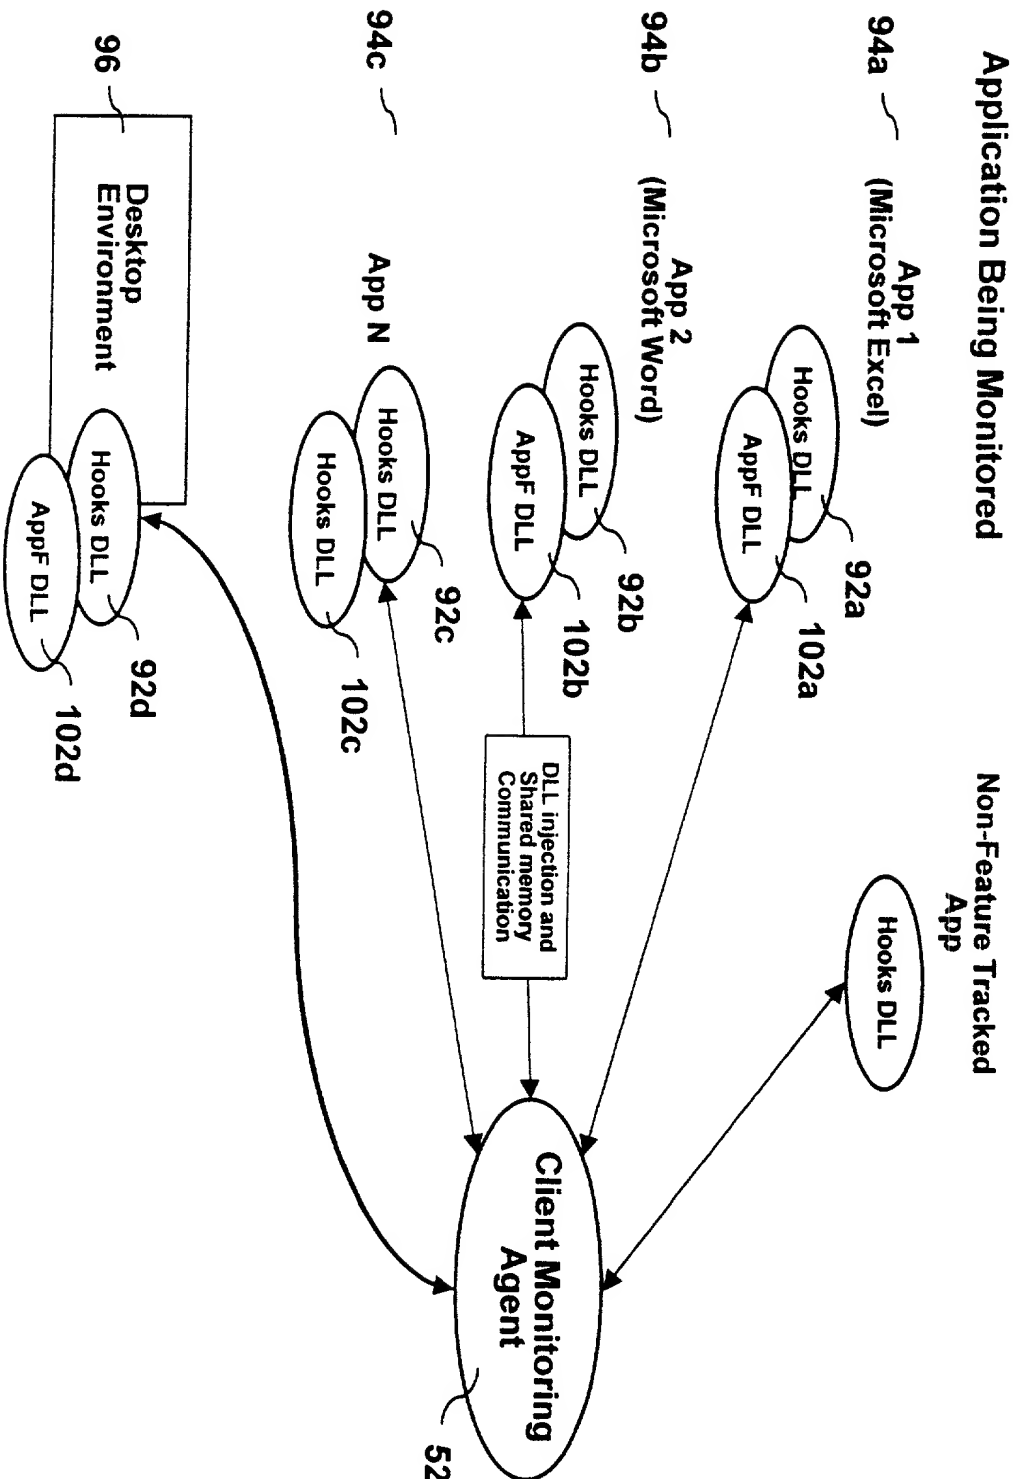 Application Being Monitored
94a
App 1
(Microsoft Excel)
Hooks DLL
AppF DLL
92a
102a
94b
App 2
(Microsoft Word)
Hooks DLL
AppF DLL
92b
102b
94c
App N
Hooks DLL
Hooks DLL
92c
102c
96
Desktop
Environment
Hooks DLL
AppF DLL
92d
102d
DLL injection and
Shared memory
Communication
Non-Feature Tracked
App
Hooks DLL
Client Monitoring
Agent
52